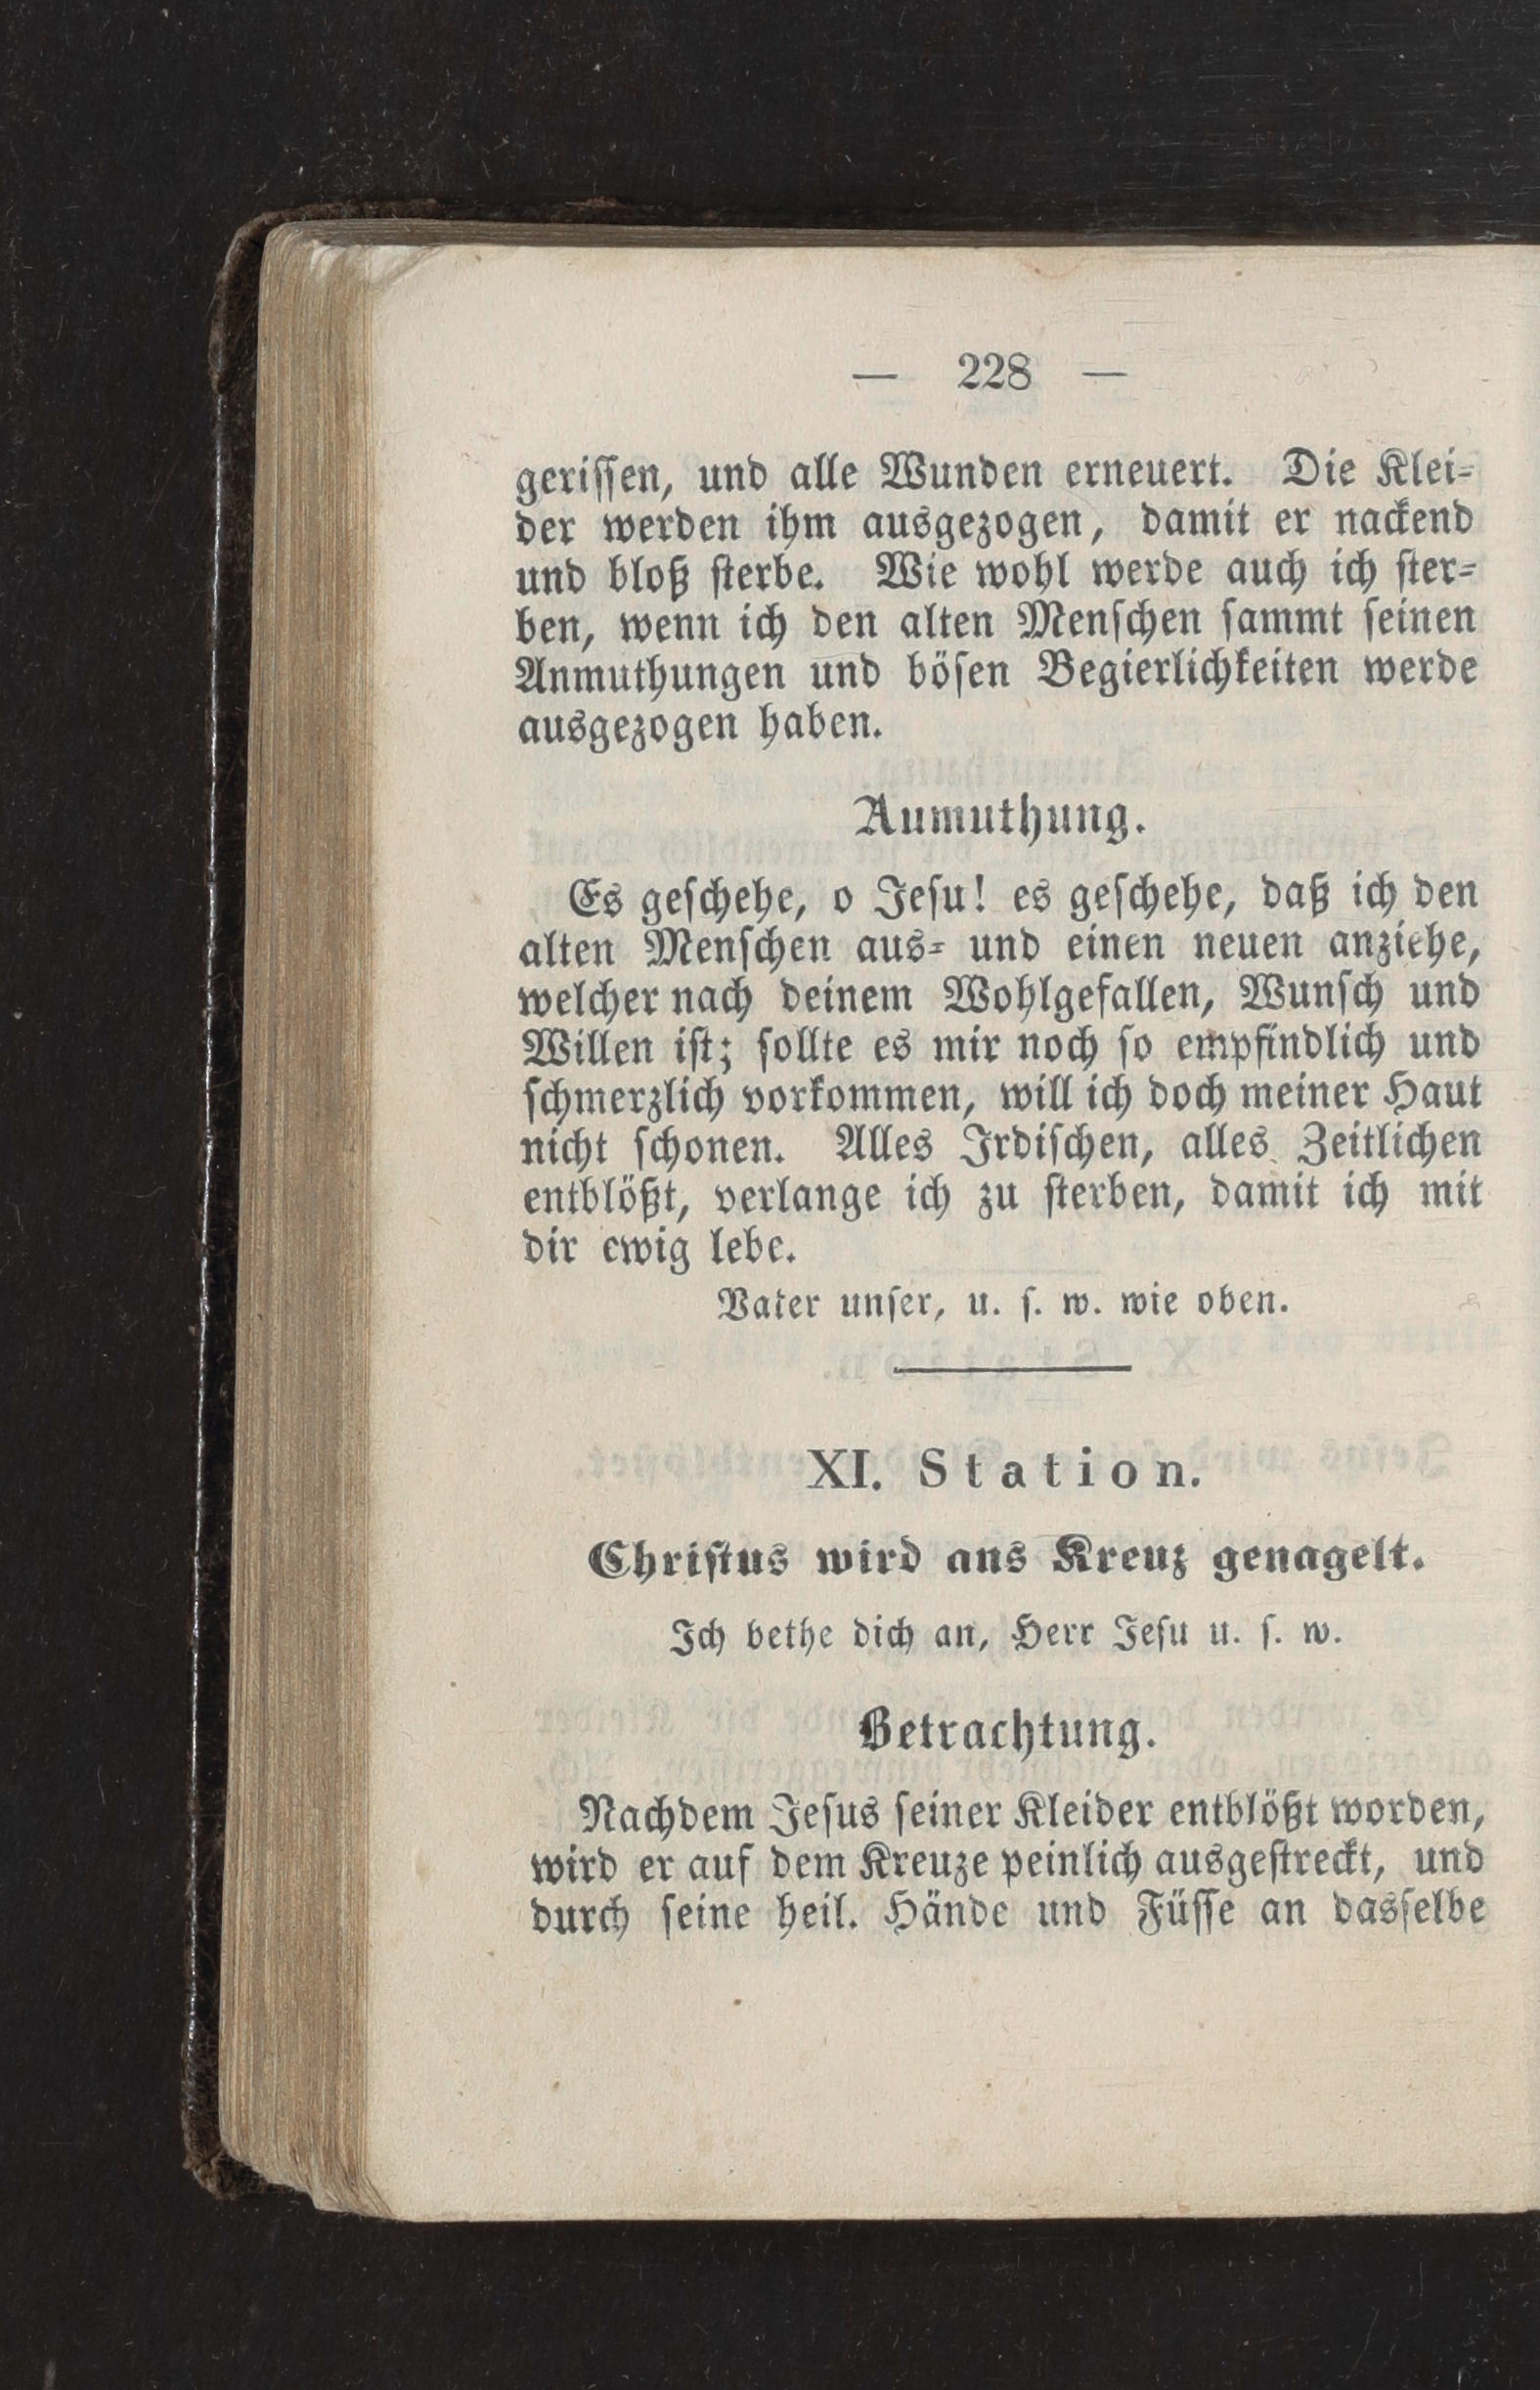 — 228 —
gerissen, und alle Wunden erneuert. Die Klei-
der werden ihm ausgezogen, damit er nackend
und bloß sterbe. Wie wohl werde auch ich ster-
ben, wenn ich den alten Menschen sammt seinen
Anmuthungen und bösen Begierlichkeiten werde
ausgezogen haben.
Anmuthung.
Es geschehe, o Jesu! es geschehe, daß ich den
alten Menschen aus- und einen neuen anziehe,
welcher nach deinem Wohlgefallen, Wunsch und
Willen ist; sollte es mir noch so empfindlich und
schmerzlich vorkommen, will ich doch meiner Haut
nicht schonen. Alles Irdischen, alles Zeitlichen
entblößt, verlange ich zu sterben, damit ich mit
dir ewig lebe.
Vater unser, u. s. w. wie oben.
XI. Station.
Christus wird ans Kreuz genagelt.
Ich bethe dich an, Herr Jesu u. s. w.
Betrachtung.
Nachdem Jesus seiner Kleider entblößt worden,
wird er auf dem Kreuze peinlich ausgestreckt, und
durch seine heil. Hände und Füsse an dasselbe